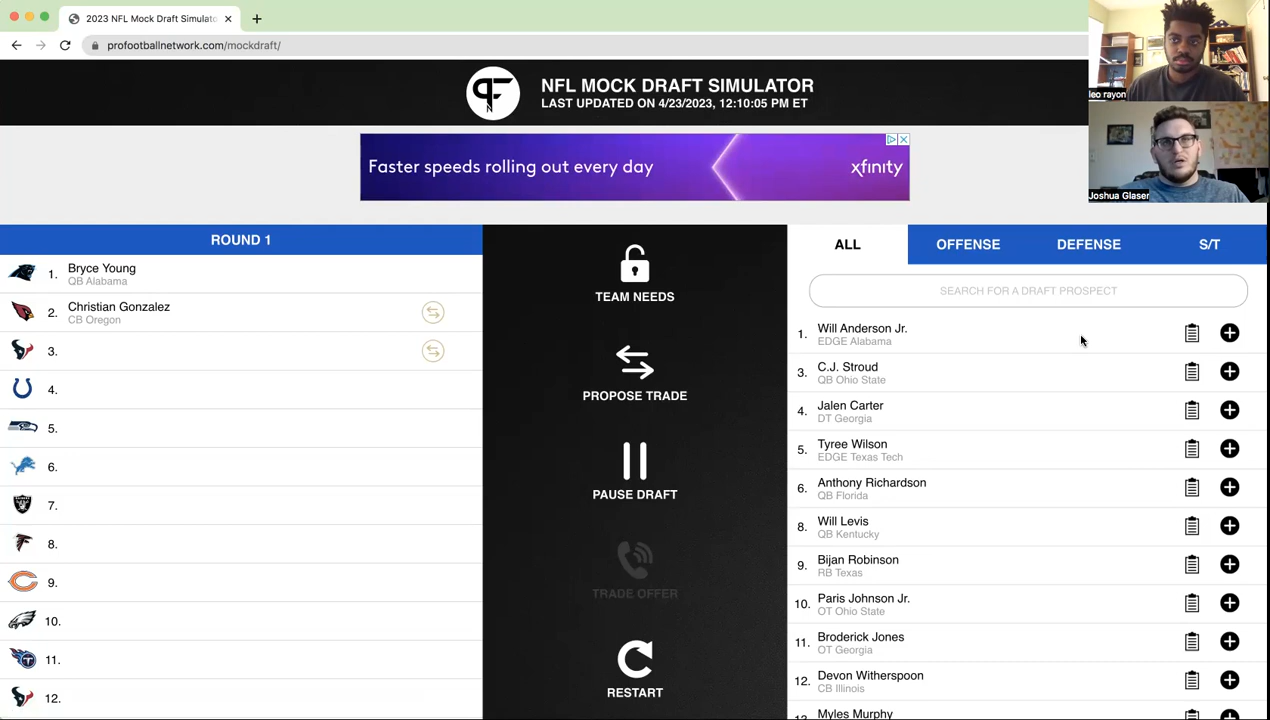 2023 NFL Mock Draft Simulato
profootballnetwork.com/mockdraft/
PF
N
NFL MOCK DRAFT SIMULATOR
LAST UPDATED ON 4/23/2023, 12:10:05 PM ET
Faster speeds rolling out every day
xfinity
leo rayon
Joshua Glaser
ROUND 1
1. Bryce Young
QB Alabama
2. Christian Gonzalez
CB Oregon
3.
4.
5.
6.
7.
8.
9.
10.
11.
12.
TEAM NEEDS
PROPOSE TRADE
PAUSE DRAFT
TRADE OFFER
RESTART
ALL
OFFENSE
DEFENSE
S/T
SEARCH FOR A DRAFT PROSPECT
1. Will Anderson Jr.
EDGE Alabama
3. C.J. Stroud
QB Ohio State
4. Jalen Carter
DT Georgia
5. Tyree Wilson
EDGE Texas Tech
6. Anthony Richardson
QB Florida
8. Will Levis
QB Kentucky
9. Bijan Robinson
RB Texas
10. Paris Johnson Jr.
OT Ohio State
11. Broderick Jones
OT Georgia
12. Devon Witherspoon
CB Illinois
13. Myles Murphy